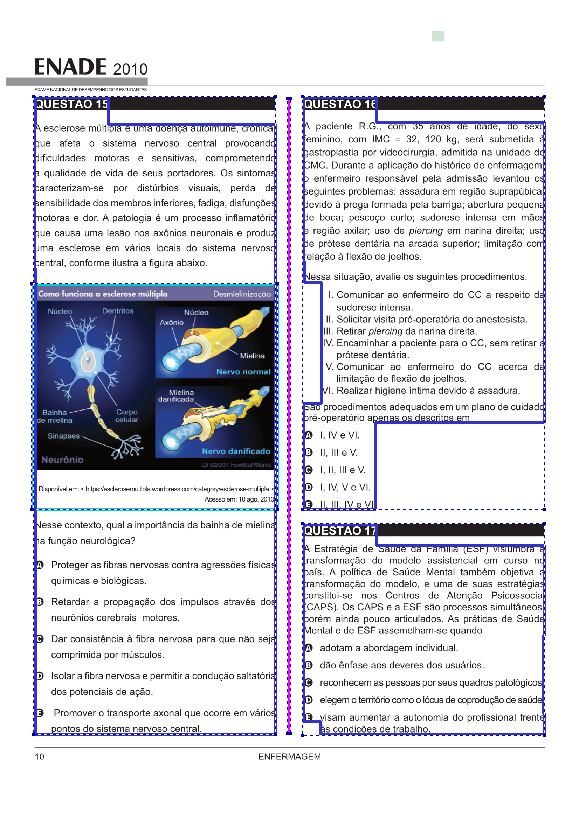 ENADE 2010
EXAME NACIONAL DE DESEMPENHO DOS ESTUDANTES
QUESTÃO 15
A esclerose múltipla é uma doença autoimune, crônica,
que afeta o sistema nervoso central provocando
dificuldades motoras e sensitivas, comprometendo
a qualidade de vida de seus portadores. Os sintomas
caracterizam-se por distúrbios visuais, perda de
sensibilidade dos membros inferiores, fadiga, disfunções
motoras e dor. A patologia é um processo inflamatório
que causa uma lesão nos axônios neuronais e produz
uma esclerose em vários locais do sistema nervoso
central, conforme ilustra a figura abaixo.
Como funciona a esclerose múltipla
Desmielinização
Núcleo
Dentritos
Núcleo
Axônio
Mielina
Nervo normal
Mielina
danificada
Bainha
de mielina
Corpo
celular
Sinapses
Nervo danificado
Neurônio
LD ©2007 HowStuffWorks
Disponível em: < https://esclerosemultipla.wordpress.com/category/esclerose-multipla >
Acesso em: 10 ago. 2010.
Nesse contexto, qual a importância da bainha de mielina
na função neurológica?
A Proteger as fibras nervosas contra agressões físicas,
químicas e biológicas.
B Retardar a propagação dos impulsos através dos
neurônios cerebrais motores.
C Dar consistência à fibra nervosa para que não seja
comprimida por músculos.
D Isolar a fibra nervosa e permitir a condução saltatória
dos potenciais de ação.
E Promover o transporte axonal que ocorre em vários
pontos do sistema nervoso central.
QUESTÃO 16
A paciente R.G., com 35 anos de idade, do sexo
feminino, com IMC = 32, 120 kg, será submetida à
gastroplastia por videocirurgia, admitida na unidade de
CMC. Durante a aplicação do histórico de enfermagem,
o enfermeiro responsável pela admissão levantou os
seguintes problemas: assadura em região suprapúbica,
devido à prega formada pela barriga; abertura pequena
de boca; pescoço curto; sudorese intensa em mãos
e região axilar; uso de piercing em narina direita; uso
de prótese dentária na arcada superior; limitação com
relação à flexão de joelhos.
Nessa situação, avalie os seguintes procedimentos.
I. Comunicar ao enfermeiro do CC a respeito da
sudorese intensa.
II. Solicitar visita pré-operatória do anestesista.
III. Retirar piercing da narina direita.
IV. Encaminhar a paciente para o CC, sem retirar a
prótese dentária.
V. Comunicar ao enfermeiro do CC acerca da
limitação de flexão de joelhos.
VI. Realizar higiene íntima devido à assadura.
São procedimentos adequados em um plano de cuidado
pré-operatório apenas os descritos em
A I, IV e VI.
B II, III e V.
C I, II, III e V.
D I, IV, V e VI.
E II, III, IV e VI.
QUESTÃO 17
A Estratégia de Saúde da Família (ESF) vislumbra a
transformação do modelo assistencial em curso no
país. A política de Saúde Mental também objetiva a
transformação do modelo, e uma de suas estratégias
constitui-se nos Centros de Atenção Psicossocial
(CAPS). Os CAPS e a ESF são processos simultâneos,
porém ainda pouco articulados. As práticas de Saúde
Mental e de ESF assemelham-se quando
A adotam a abordagem individual.
B dão ênfase aos deveres dos usuários.
C reconhecem as pessoas por seus quadros patológicos.
D elegem o território como o lócus de coprodução de saúde.
E visam aumentar a autonomia do profissional frente
às condições de trabalho.
10
ENFERMAGEM